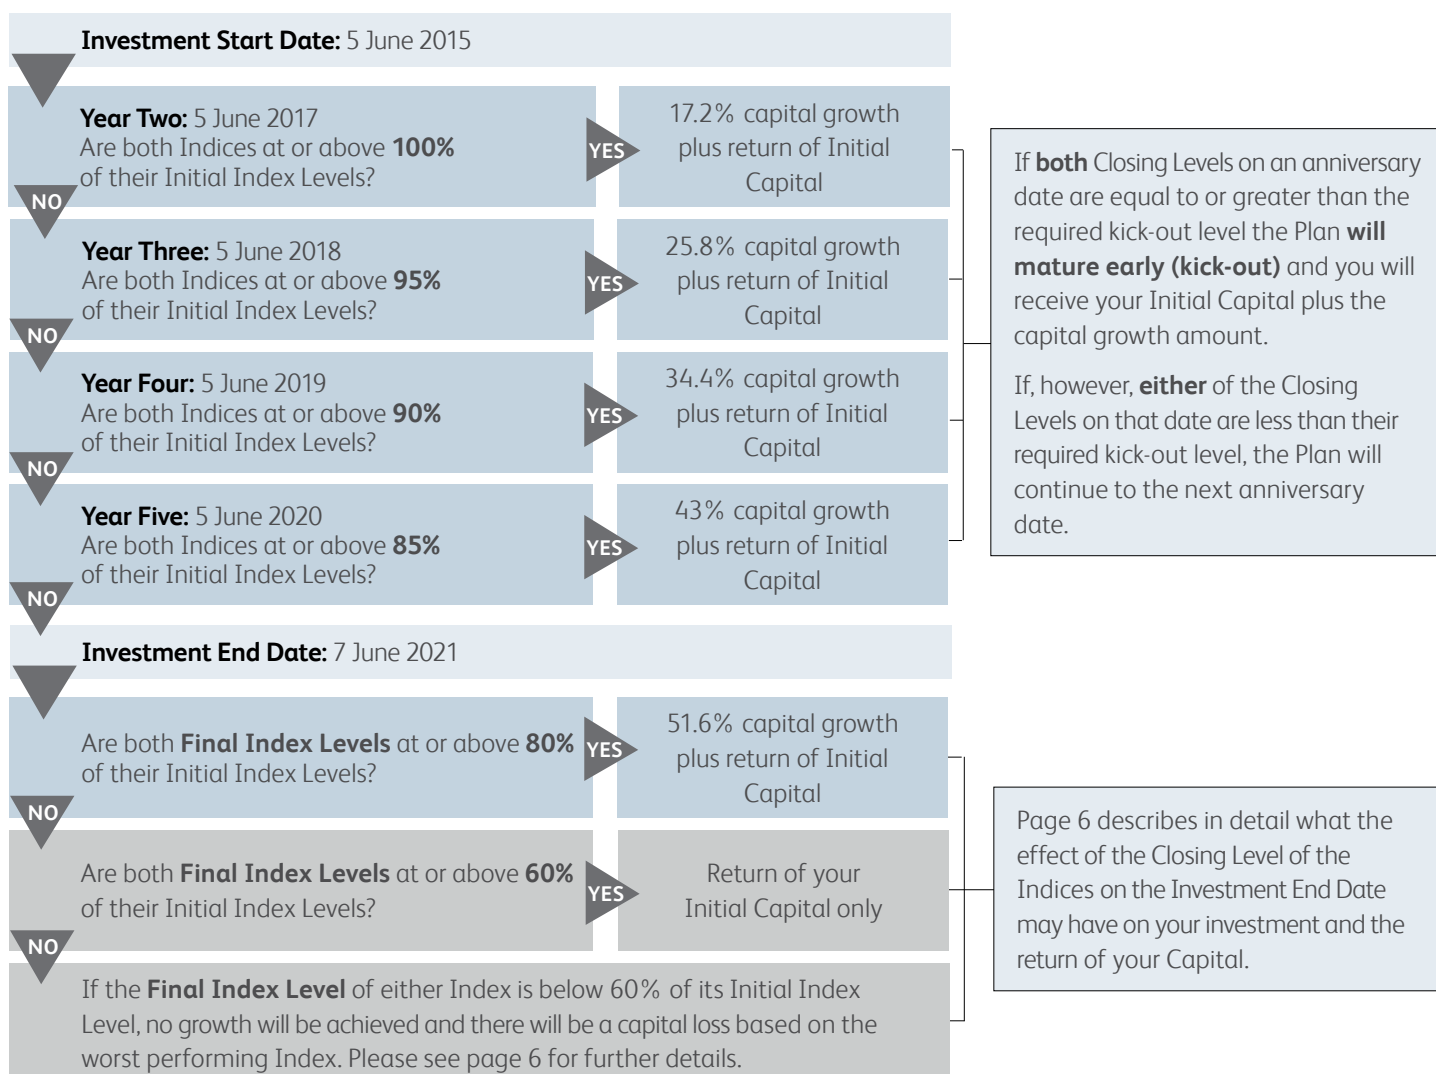 Investment Start Date: 5 June 2015
Year Two: 5 June 2017
Are both Indices at or above 100%
of their Initial Index Levels?
YES
17.2% capital growth
plus return of Initial
Capital
NO
Year Three: 5 June 2018
Are both Indices at or above 95%
of their Initial Index Levels?
YES
25.8% capital growth
plus return of Initial
Capital
NO
Year Four: 5 June 2019
Are both Indices at or above 90%
of their Initial Index Levels?
YES
34.4% capital growth
plus return of Initial
Capital
NO
Year Five: 5 June 2020
Are both Indices at or above 85%
of their Initial Index Levels?
YES
43% capital growth
plus return of Initial
Capital
NO
If both Closing Levels on an anniversary
date are equal to or greater than the
required kick-out level the Plan will
mature early (kick-out) and you will
receive your Initial Capital plus the
capital growth amount.
If, however, either of the Closing
Levels on that date are less than their
required kick-out level, the Plan will
continue to the next anniversary
date.
Investment End Date: 7 June 2021
Are both Final Index Levels at or above 80%
of their Initial Index Levels?
YES
51.6% capital growth
plus return of Initial
Capital
NO
Are both Final Index Levels at or above 60%
of their Initial Index Levels?
YES
Return of your
Initial Capital only
NO
If the Final Index Level of either Index is below 60% of its Initial Index
Level, no growth will be achieved and there will be a capital loss based on the
worst performing Index. Please see page 6 for further details.
Page 6 describes in detail what the
effect of the Closing Level of the
Indices on the Investment End Date
may have on your investment and the
return of your Capital.